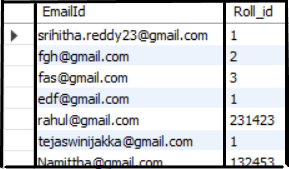 EmailId Roll_id
srihitha.reddy23@gmail.com 1
fgh@gmail.com 2
fas@gmail.com 3
edf@gmail.com 1
rahul@gmail.com 231423
tejaswinijakka@gmail.com 1
Namittha@gmail.com 132453